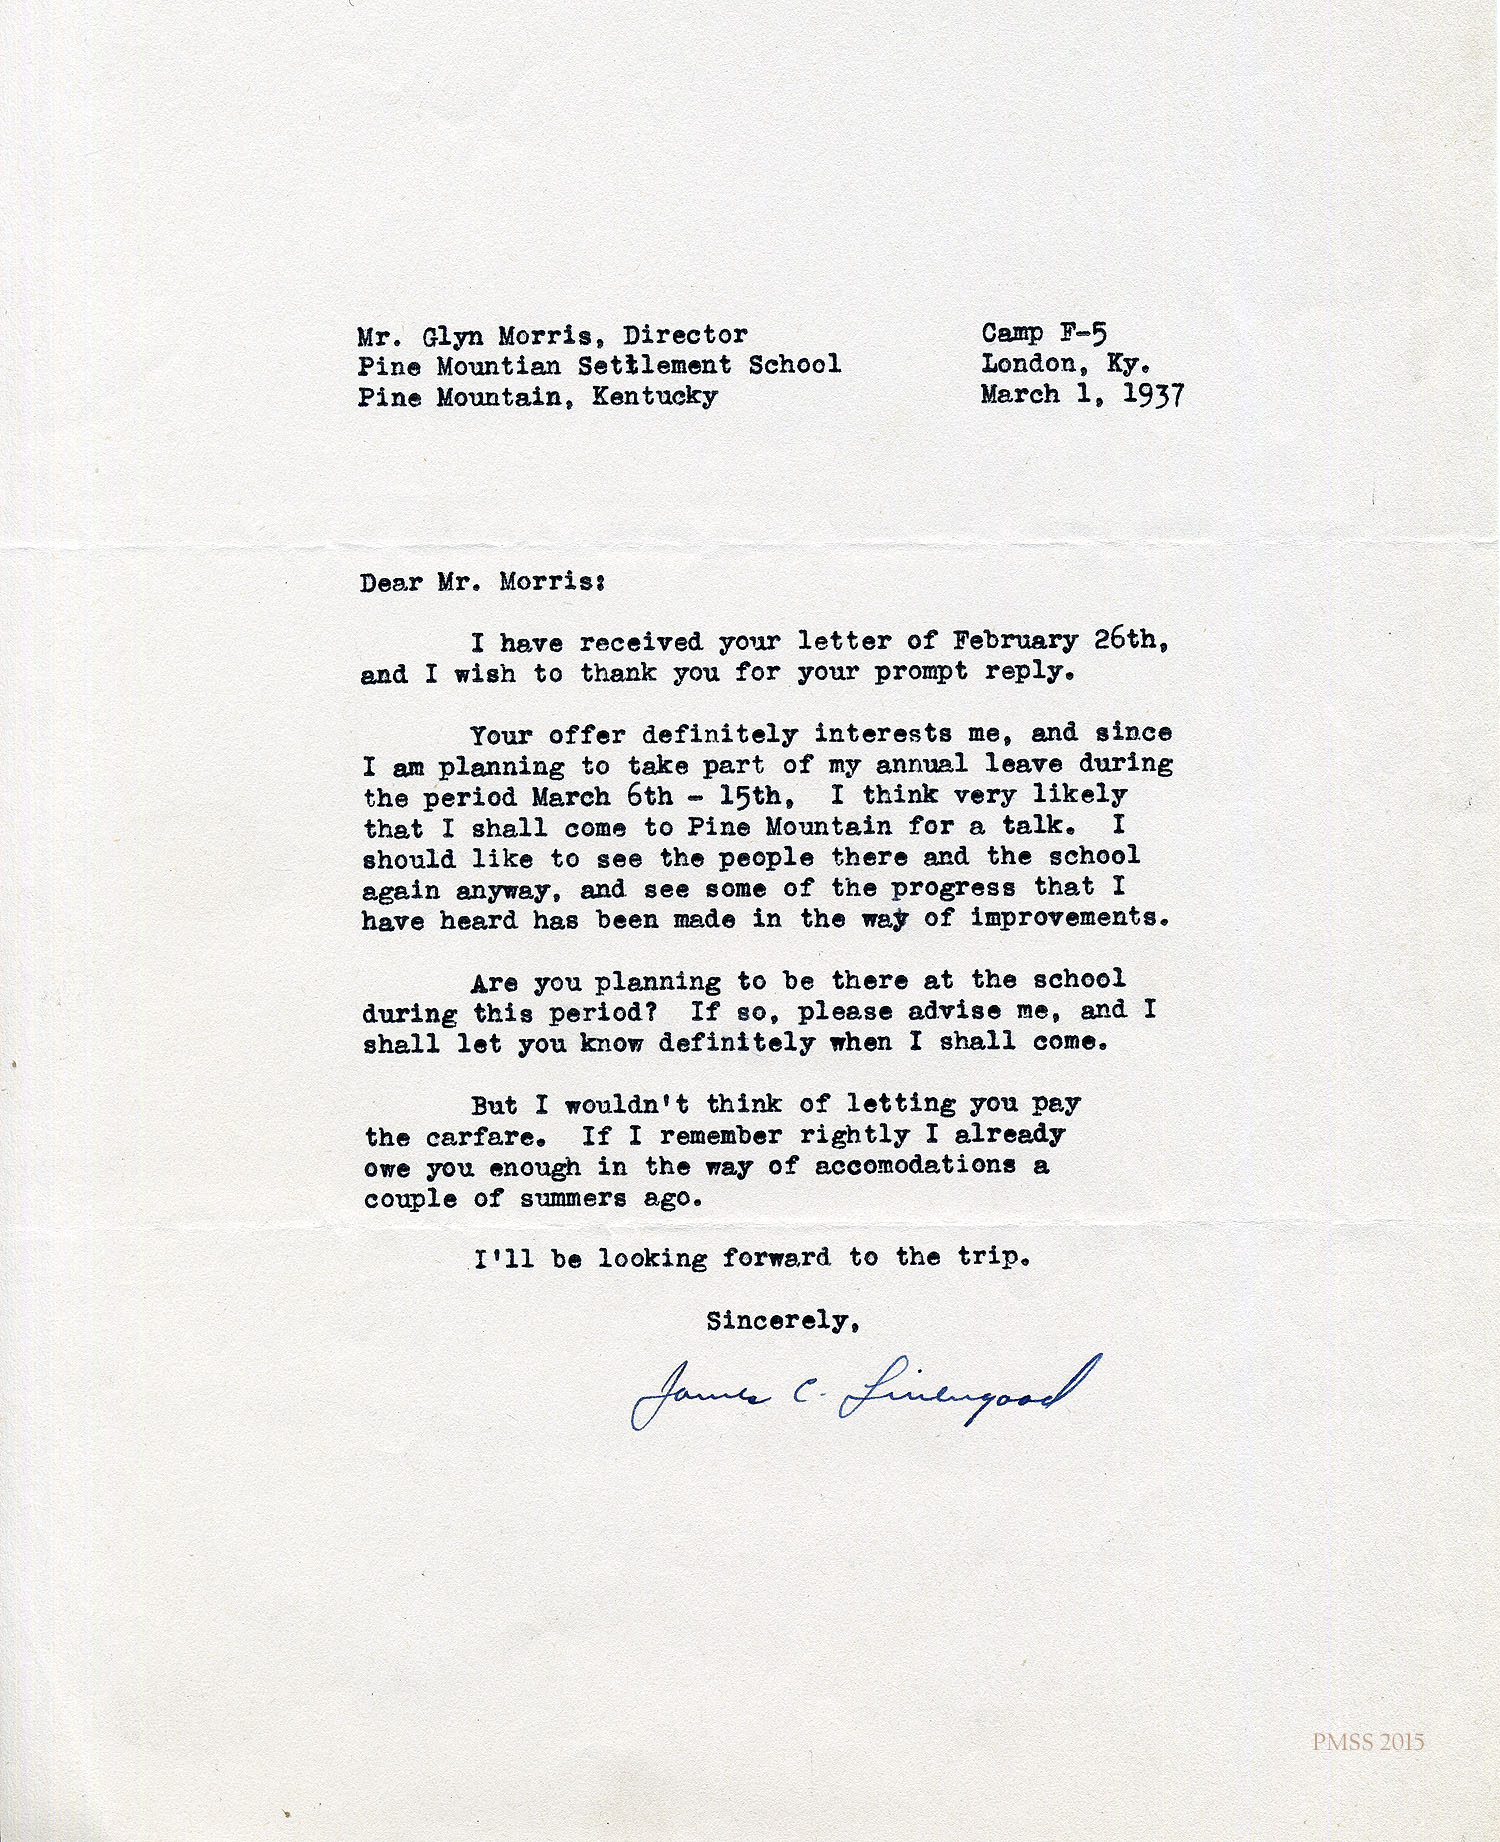 Mr. Glyn Morris, Director
Pine Mountian Settlement School
Pine Mountain, Kentucky
Camp F-5
London, Ky.
March 1, 1937
Dear Mr. Morris:
I have received your letter of February 26th,
and I wish to thank you for your prompt reply.
Your offer definitely interests me, and since
I am planning to take part of my annual leave during
the period March 6th - 15th, I think very likely
that I shall come to Pine Mountain for a talk. I
should like to see the people there and the school
again anyway, and see some of the progress that I
have heard has been made in the way of improvements.
Are you planning to be there at the school
during this period? If so, please advise me, and I
shall let you know definitely when I shall come.
But I wouldn't think of letting you pay
the carfare. If I remember rightly I already
owe you enough in the way of accomodations a
couple of summers ago.
I'll be looking forward to the trip.
Sincerely,
James C. Livengood
PMSS 2015